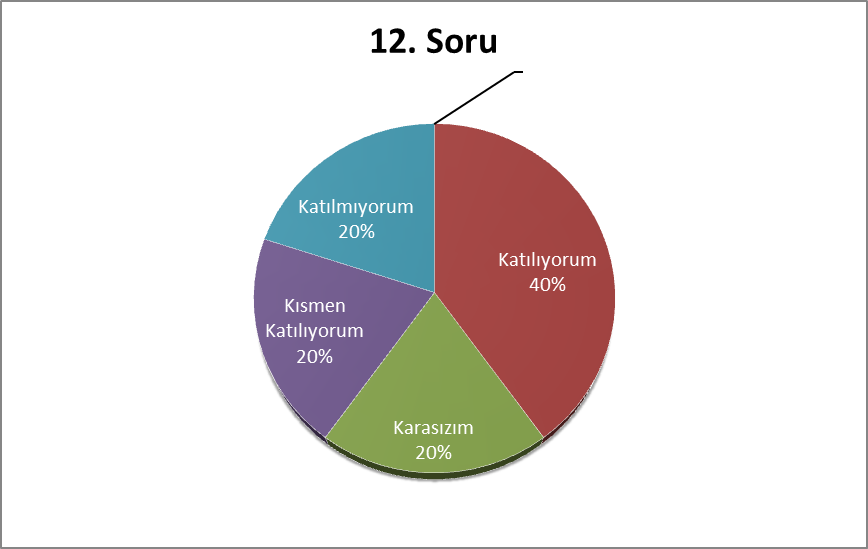 12. Soru
Katılmıyorum
20%
Katılıyorum
40%
Kısmen
Katılıyorum
20%
Karasızım
20%